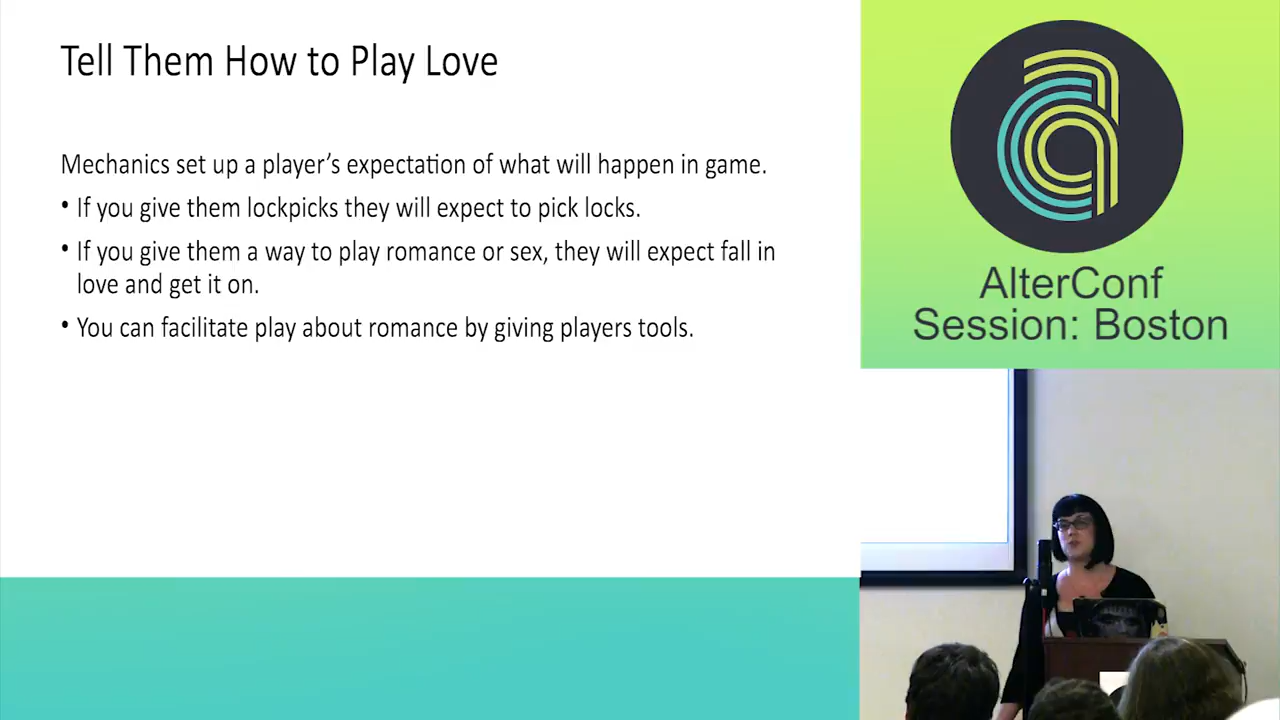 Tell Them How to Play Love
Mechanics set up a player's expectation of what will happen in game.
• If you give them lockpicks they will expect to pick locks.
• If you give them a way to play romance or sex, they will expect fall in
love and get it on.
• You can facilitate play about romance by giving players tools.
AlterConf
Session: Boston